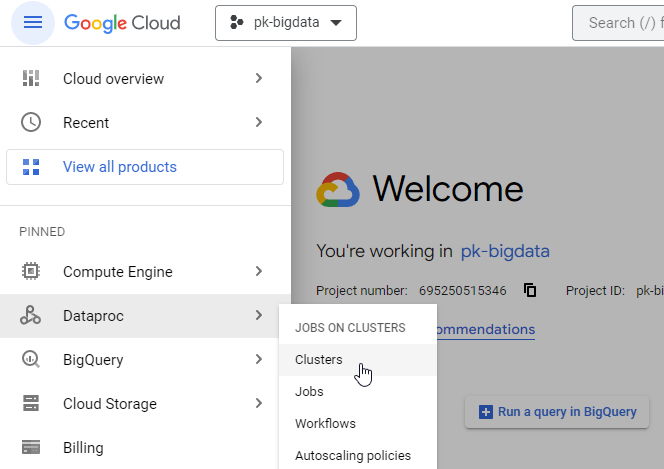 Google Cloud
pk-bigdata
Search (/) f
Cloud overview
Recent
View all products
PINNED
Compute Engine
Dataproc
BigQuery
Cloud Storage
Billing
JOBS ON CLUSTERS
Clusters
Jobs
Workflows
Autoscaling policies
Welcome
You're working in pk-bigdata
Project number: 695250515346 Project ID: pk-bi
ommendations
Run a query in BigQuery